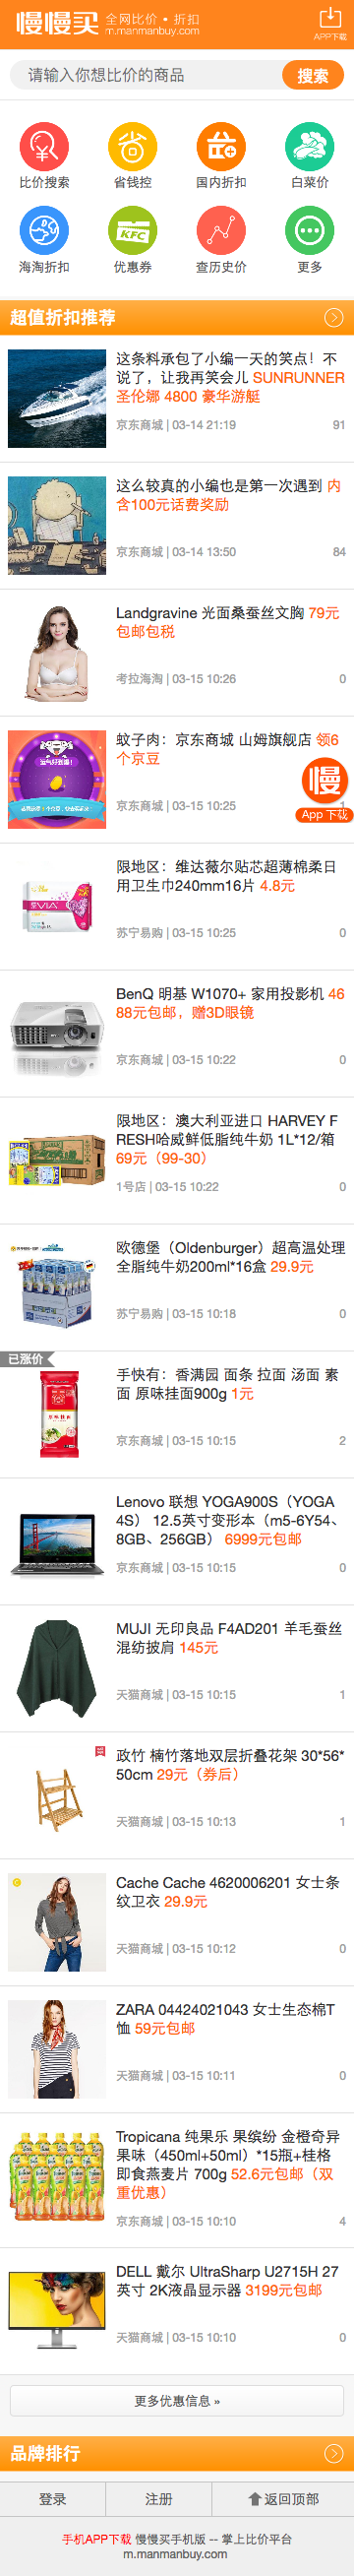 慢慢买 全网比价 • 折扣
m.manmanbuy.com
APP下载
请输入你想比价的商品 搜索
比价搜索 省钱控 国内折扣 白菜价
海淘折扣 优惠券 查历史价 更多
超值折扣推荐
这条料承包了小编一天的笑点！不
说了，让我再笑会儿 SUNRUNNER
圣伦娜 4800 豪华游艇
京东商城 | 03-14 21:19 91
这么较真的小编也是第一次遇到 内
含100元话费奖励
京东商城 | 03-14 13:50 84
Landgravine 光面桑蚕丝文胸 79元
包邮包税
考拉海淘 | 03-15 10:26 0
蚊子肉：京东商城 山姆旗舰店 领6
个京豆
京东商城 | 03-15 10:25 1
慢
App 下载
限地区：维达薇尔贴芯超薄棉柔日
用卫生巾240mm16片 4.8元
苏宁易购 | 03-15 10:25 0
BenQ 明基 W1070+ 家用投影机 46
88元包邮，赠3D眼镜
京东商城 | 03-15 10:22 0
限地区：澳大利亚进口 HARVEY F
RESH哈威鲜低脂纯牛奶 1L*12/箱
69元（99-30）
1号店 | 03-15 10:22 0
欧德堡（Oldenburger）超高温处理
全脂纯牛奶200ml*16盒 29.9元
苏宁易购 | 03-15 10:18 0
已涨价
手快有：香满园 面条 拉面 汤面 素
面 原味挂面900g 1元
京东商城 | 03-15 10:15 2
Lenovo 联想 YOGA900S（YOGA
4S） 12.5英寸变形本（m5-6Y54、
8GB、256GB） 6999元包邮
京东商城 | 03-15 10:15 0
MUJI 无印良品 F4AD201 羊毛蚕丝
混纺披肩 145元
天猫商城 | 03-15 10:15 1
政竹 楠竹落地双层折叠花架 30*56*
50cm 29元（券后）
天猫商城 | 03-15 10:13 1
Cache Cache 4620006201 女士条
纹卫衣 29.9元
天猫商城 | 03-15 10:12 0
ZARA 04424021043 女士生态棉T
恤 59元包邮
天猫商城 | 03-15 10:11 0
Tropicana 纯果乐 果缤纷 金橙奇异
果味（450ml+50ml）*15瓶+桂格
即食燕麦片 700g 52.6元包邮（双
重优惠）
京东商城 | 03-15 10:10 4
DELL 戴尔 UltraSharp U2715H 27
英寸 2K液晶显示器 3199元包邮
天猫商城 | 03-15 10:10 0
更多优惠信息 »
品牌排行
登录 注册 返回顶部
手机APP下载 慢慢买手机版 -- 掌上比价平台
m.manmanbuy.com